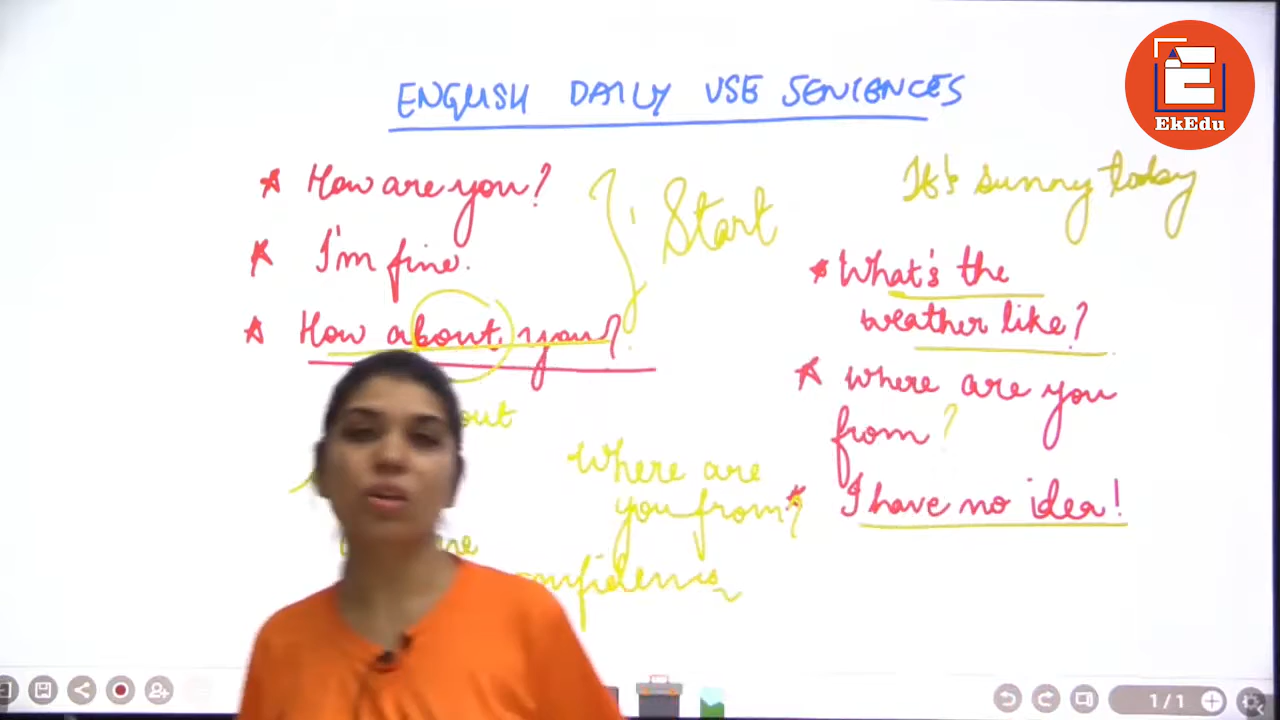 ENGLISH DAILY USE SENTENCES
EkEdu
★ How are you?
★ I'm fine.
★ How about you?
Start
It's sunny today
★ What's the
weather like?
★ where are you
from?
★ I have no idea!
out
where are
you from?
1/1